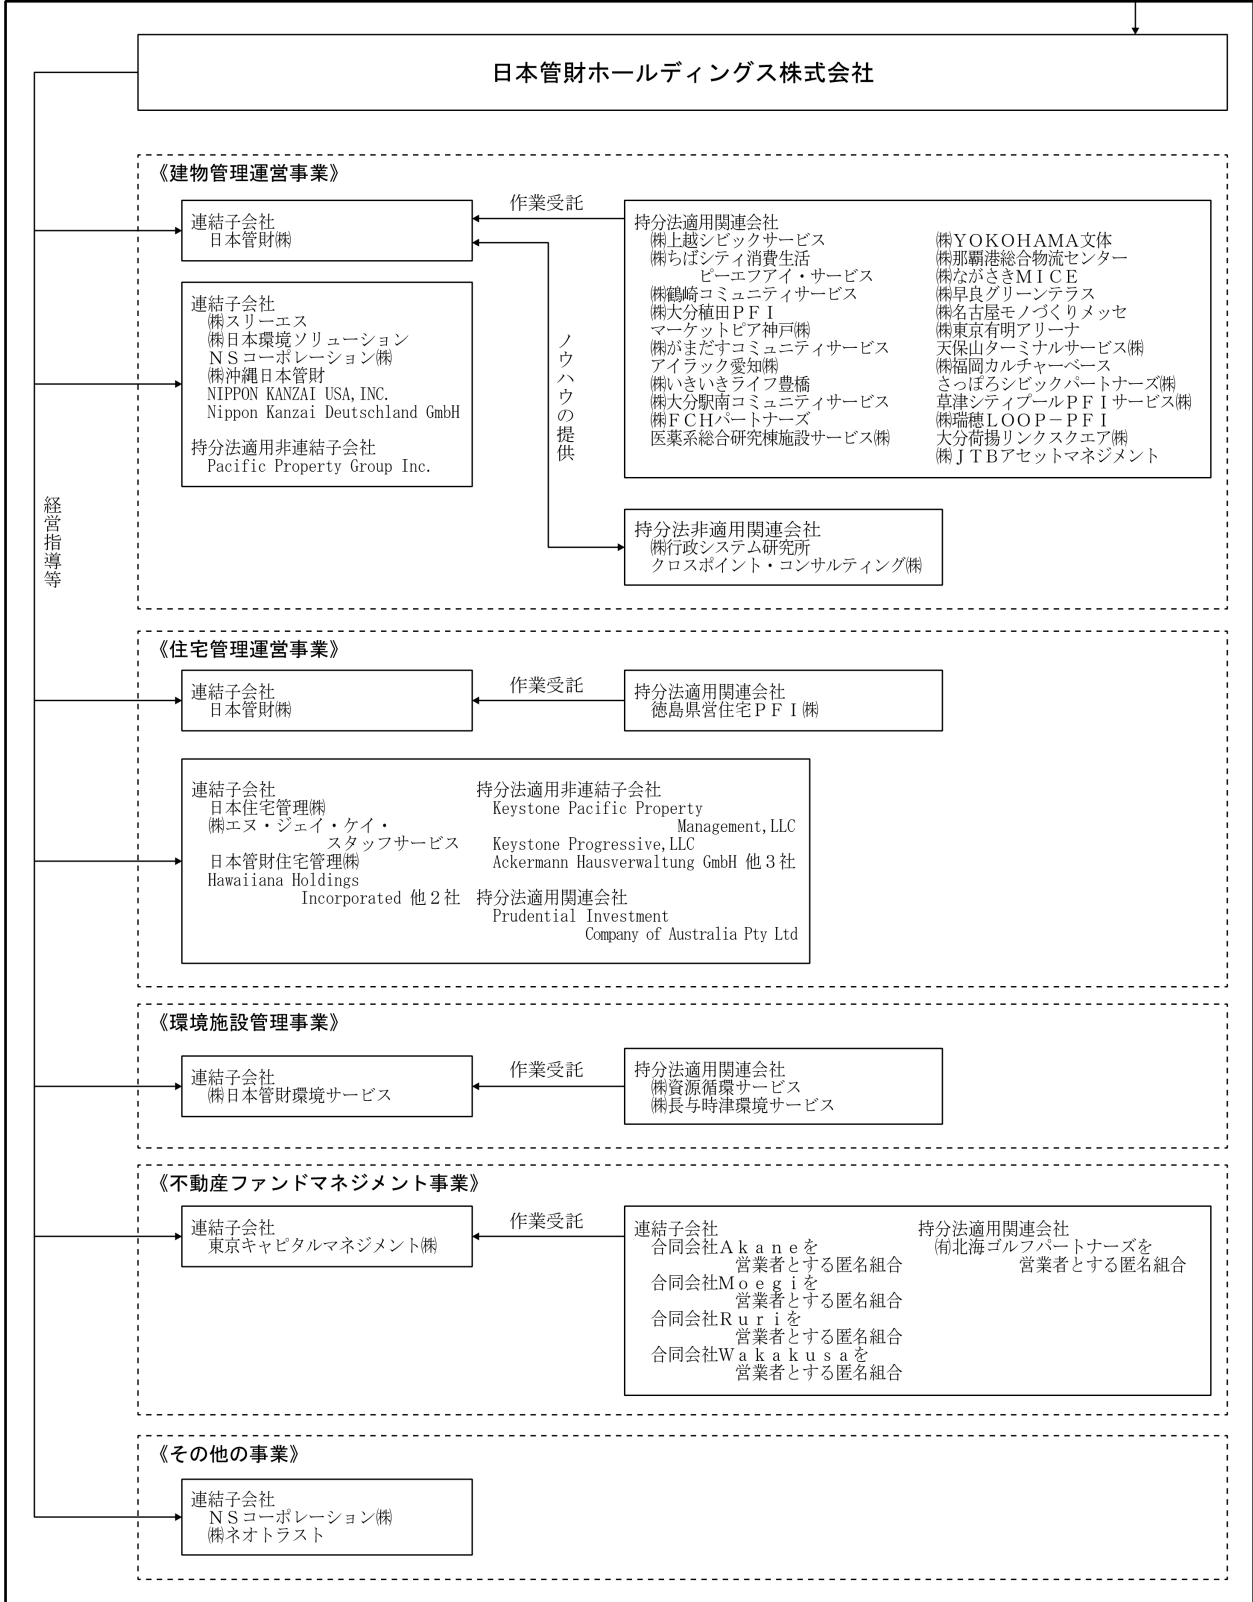 日本管財ホールディングス株式会社
経営指導等
《建物管理運営事業》
連結子会社
日本管財㈱
作業受託
ノウハウの提供
連結子会社
㈱スリーエス
㈱日本環境ソリューション
ＮＳコーポレーション㈱
㈱沖縄日本管財
NIPPON KANZAI USA,INC.
Nippon Kanzai Deutschland GmbH
持分法適用非連結子会社
Pacific Property Group Inc.
持分法適用関連会社
㈱上越シビックサービス
㈱ちばシティ消費生活
ピーエフアイ・サービス
㈱鶴崎コミュニティサービス
㈱大分稙田ＰＦＩ
マーケットピア神戸㈱
㈱がまだすコミュニティサービス
アイラック愛知㈱
㈱いきいきライフ豊橋
㈱大分駅南コミュニティサービス
㈱ＦＣＨパートナーズ
医薬系総合研究棟施設サービス㈱
㈱ＹＯＫＯＨＡＭＡ文体
㈱那覇港総合物流センター
㈱ながさきＭＩＣＥ
㈱早良グリーンテラス
㈱名古屋モノづくりメッセ
㈱東京有明アリーナ
天保山ターミナルサービス㈱
㈱福岡カルチャーベース
さっぽろシビックパートナーズ㈱
草津シティプールＰＦＩサービス㈱
㈱瑞穂ＬＯＯＰ－ＰＦＩ
大分荷揚リンクスクエア㈱
㈱ＪＴＢアセットマネジメント
持分法非適用関連会社
㈱行政システム研究所
クロスポイント・コンサルティング㈱
《住宅管理運営事業》
連結子会社
日本管財㈱
作業受託
持分法適用関連会社
徳島県営住宅ＰＦＩ㈱
連結子会社
日本住宅管理㈱
㈱エヌ・ジェイ・ケイ・
スタッフサービス
日本管財住宅管理㈱
Hawaiiana Holdings
Incorporated 他２社
持分法適用非連結子会社
Keystone Pacific Property
Management,LLC
Keystone Progressive,LLC
Ackermann Hausverwaltung GmbH 他３社
持分法適用関連会社
Prudential Investment
Company of Australia Pty Ltd
《環境施設管理事業》
連結子会社
㈱日本管財環境サービス
作業受託
持分法適用関連会社
㈱資源循環サービス
㈱長与時津環境サービス
《不動産ファンドマネジメント事業》
連結子会社
東京キャピタルマネジメント㈱
作業受託
連結子会社
合同会社Ａｋａｎｅを
営業者とする匿名組合
合同会社Ｍｏｅｇｉを
営業者とする匿名組合
合同会社Ｒｕｒｉを
営業者とする匿名組合
合同会社Ｗａｋａｋｕｓａを
営業者とする匿名組合
持分法適用関連会社
㈲北海ゴルフパートナーズを
営業者とする匿名組合
《その他の事業》
連結子会社
ＮＳコーポレーション㈱
㈱ネオトラスト